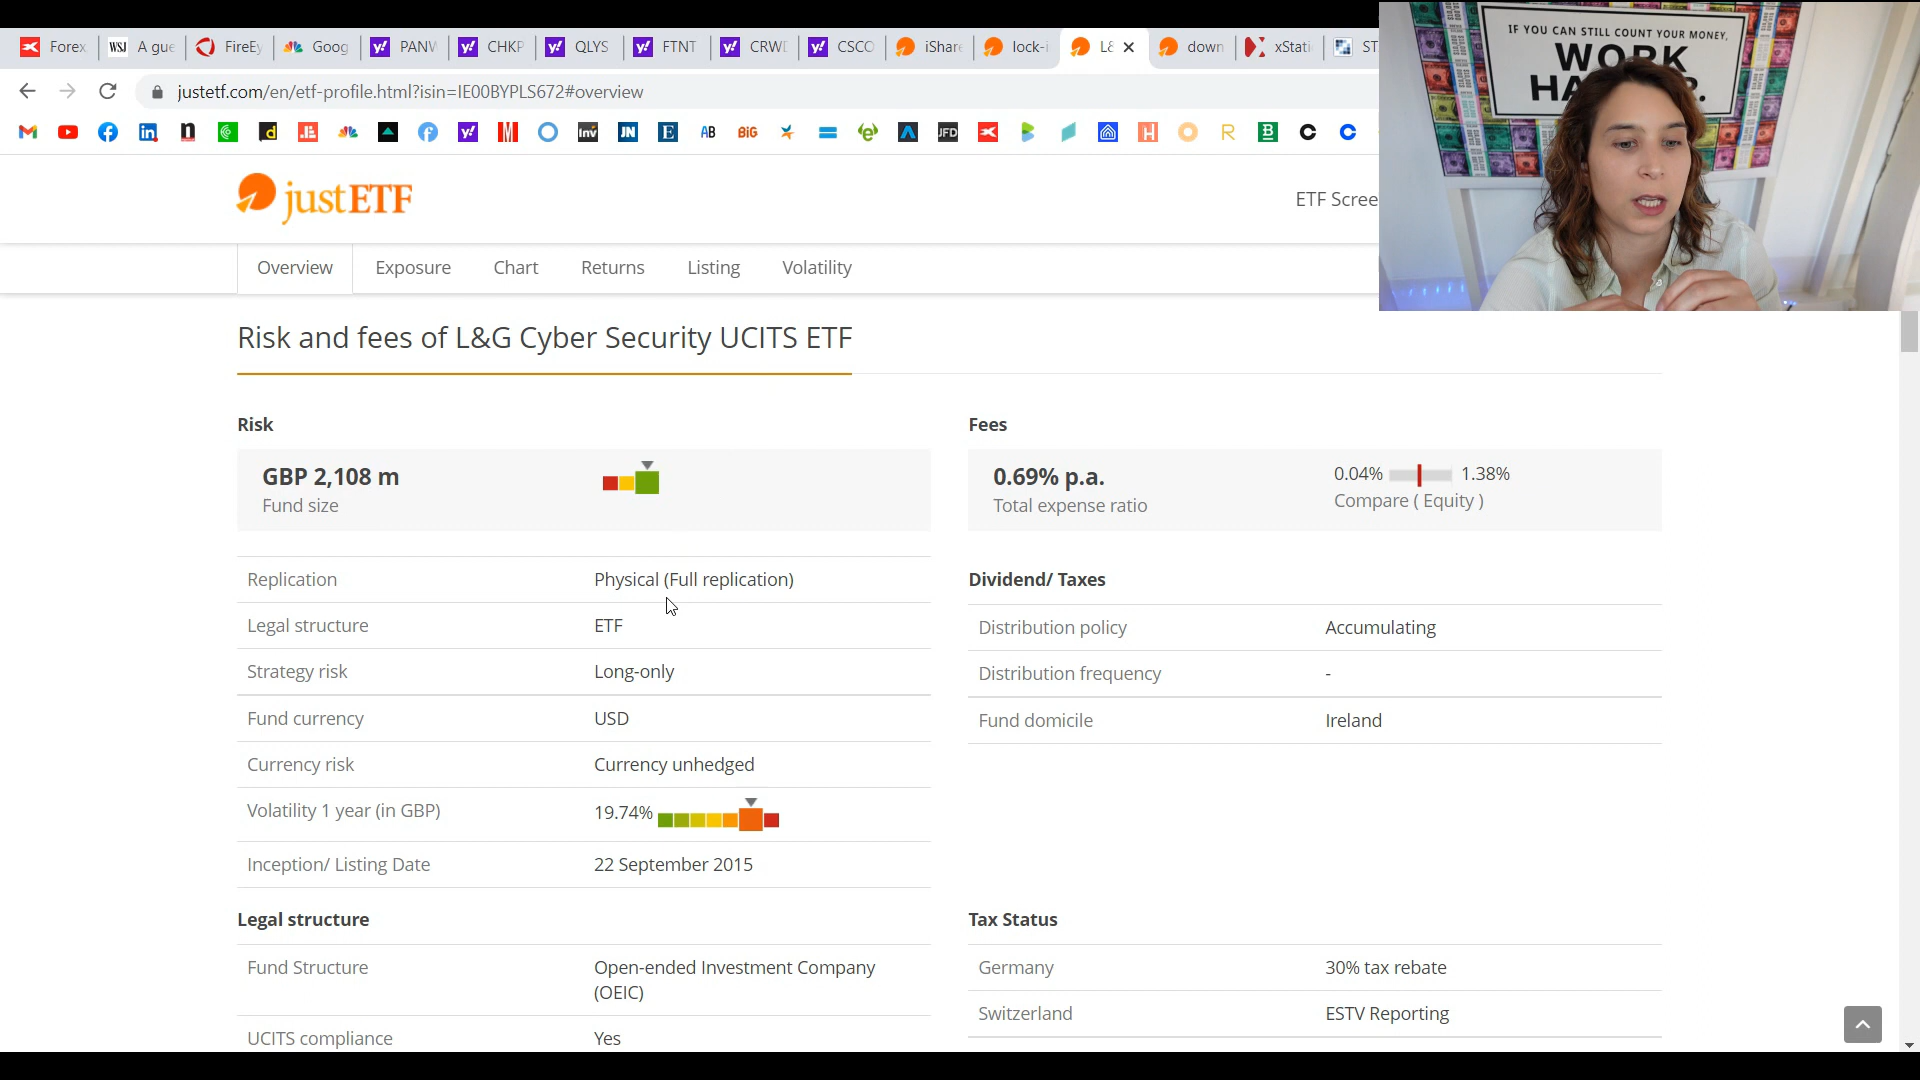 Forex
WSJ A gue
FireEy
Goog
PANW
CHKP
QLYS
FTNT
CRWD
CSCO
iShare
lock-i
L&
down
xStati
ST
justetf.com/en/etf-profile.html?isin=IE00BYPLS672#overview
inv
JN
E
AB
BiG
JFD
H
R
B
IF YOU CAN STILL COUNT YOUR MONEY,
WORK
justETF
ETF Scree
Overview
Exposure
Chart
Returns
Listing
Volatility
Risk and fees of L&G Cyber Security UCITS ETF
Risk
GBP 2,108 m
Fund size
Replication Physical (Full replication)
Legal structure ETF
Strategy risk Long-only
Fund currency USD
Currency risk Currency unhedged
Volatility 1 year (in GBP) 19.74%
Inception/ Listing Date 22 September 2015
Legal structure
Fund Structure Open-ended Investment Company
(OEIC)
UCITS compliance Yes
Fees
0.69% p.a.
Total expense ratio
0.04% 1.38%
Compare ( Equity )
Dividend/ Taxes
Distribution policy Accumulating
Distribution frequency -
Fund domicile Ireland
Tax Status
Germany 30% tax rebate
Switzerland ESTV Reporting